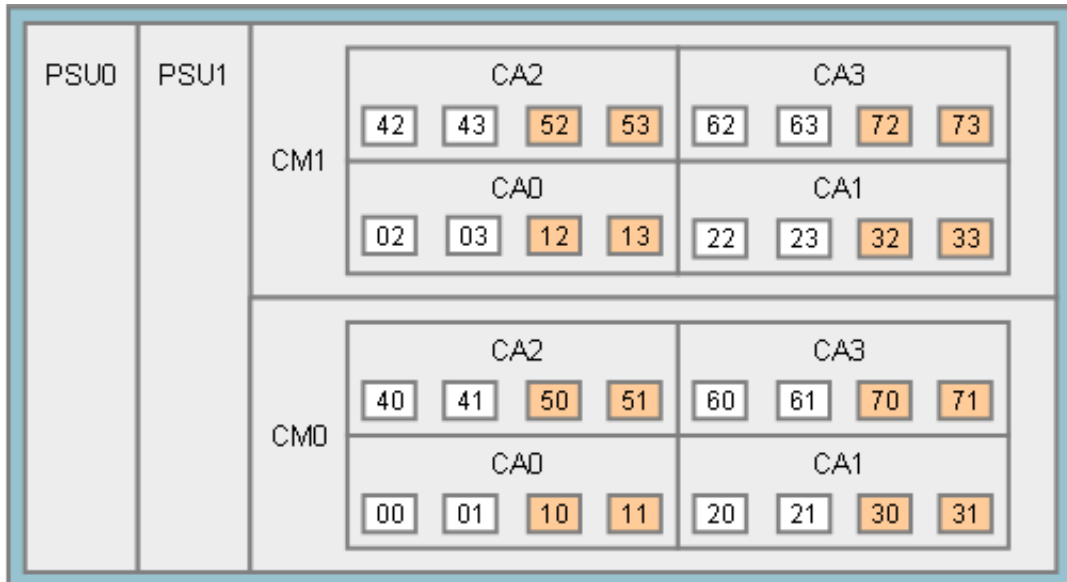 PSU0 PSU1
CM1
CA2 CA3
42 43 52 53 62 63 72 73
CA0 CA1
02 03 12 13 22 23 32 33
CM0
CA2 CA3
40 41 50 51 60 61 70 71
CA0 CA1
00 01 10 11 20 21 30 31